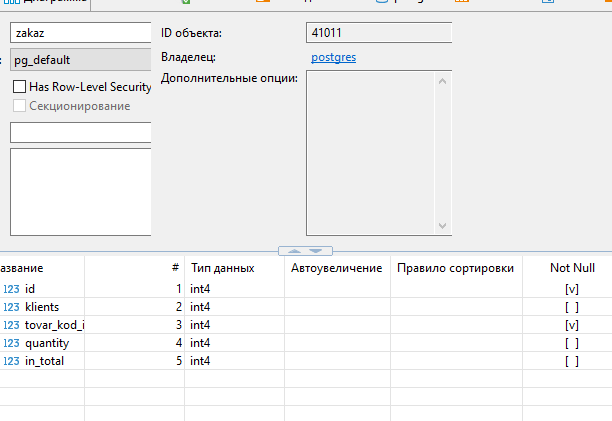 zakaz
ID объекта:
41011
pg_default
Владелец:
postgres
Дополнительные опции:
Has Row-Level Security
Секционирование
азвание # Тип данных Автоувеличение Правило сортировки Not Null
123 id 1 int4 [v]
123 klients 2 int4 [ ]
123 tovar_kod_i 3 int4 [v]
123 quantity 4 int4 [ ]
123 in_total 5 int4 [ ]